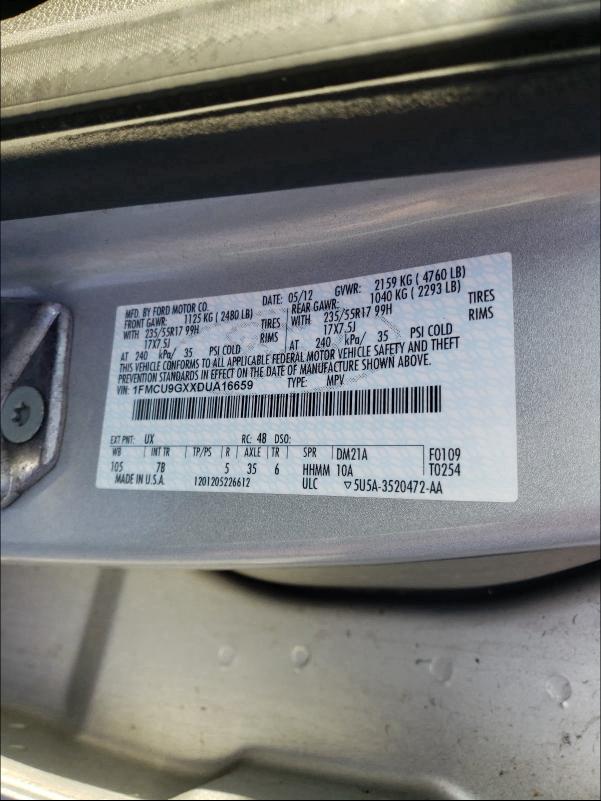 MFD. BY FORD MOTOR CO. DATE: 05/12 GVWR: 2159 KG ( 4760 LB)
FRONT GAWR: 1125 KG ( 2480 LB) REAR GAWR: 1040 KG ( 2293 LB)
WITH 235/55R17 99H TIRES WITH 235/55R17 99H TIRES
17X7.5J RIMS 17X7.5J RIMS
AT 240 kPa/ 35 PSI COLD AT 240 kPa/ 35 PSI COLD
THIS VEHICLE CONFORMS TO ALL APPLICABLE FEDERAL MOTOR VEHICLE SAFETY AND THEFT
PREVENTION STANDARDS IN EFFECT ON THE DATE OF MANUFACTURE SHOWN ABOVE.
VIN: 1FMCU9GXXDUA16659 TYPE: MPV
EXT PNT: UX RC: 48 DSO:
WB INT TR TP/PS R AXLE TR SPR DM21A F0109
105 7B 5 35 6 HHMM 10A T0254
MADE IN U.S.A. 1201205226612 ULC ▽5U5A-3520472-AA